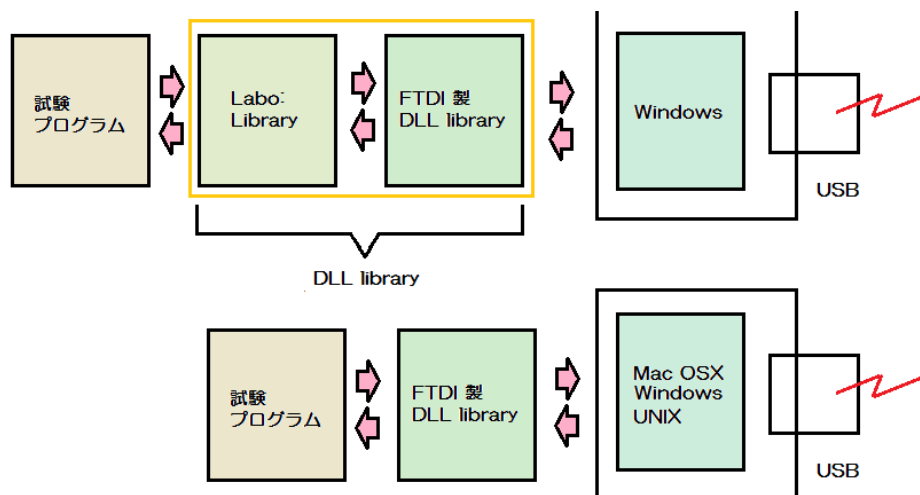 試験
プログラム
Labo:
Library
FTDI 製
DLL library
Windows
USB
DLL library
試験
プログラム
FTDI 製
DLL library
Mac OSX
Windows
UNIX
USB